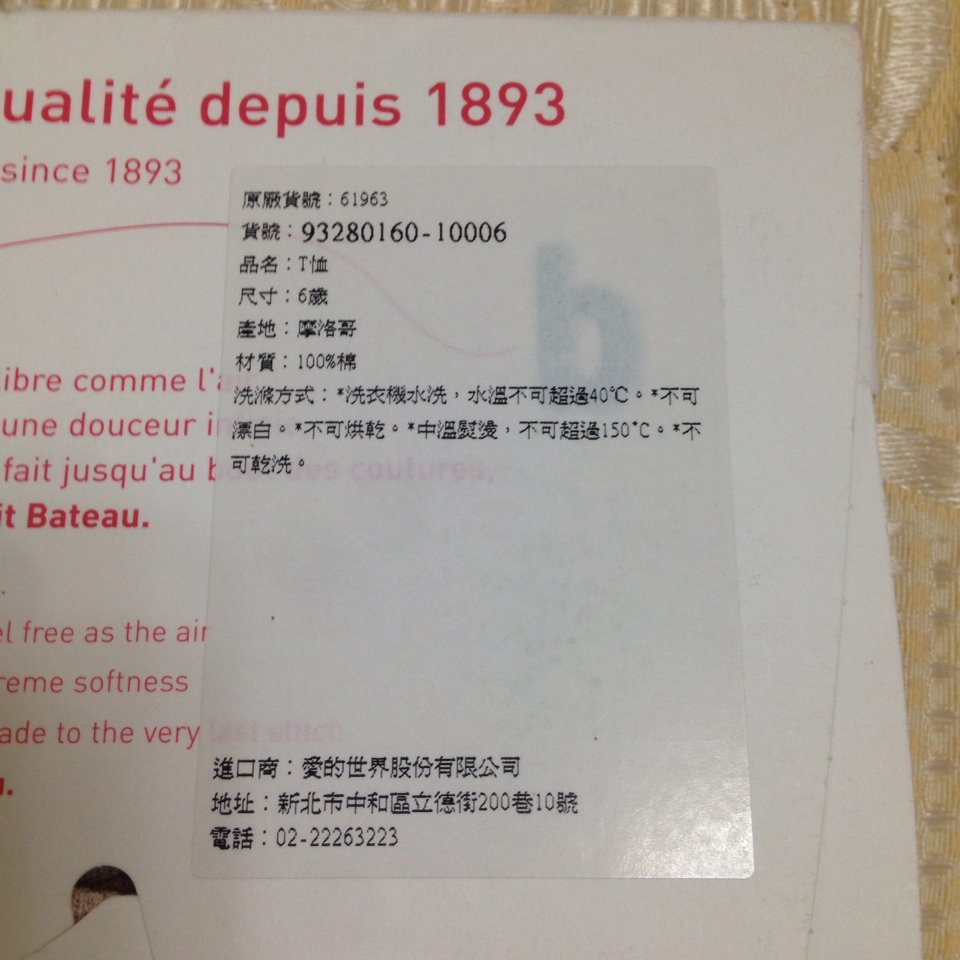 ualité depuis 1893
since 1893
原廠貨號：61963
貨號：93280160-10006
品名：T恤
尺寸：6歲
產地：摩洛哥
材質：100%棉
洗滌方式：*洗衣機水洗，水溫不可超過40℃。*不可
漂白。*不可烘乾。*中溫熨燙，不可超過150°C。*不
可乾洗。
ibre comme l'a
une douceur in
fait jusqu'au bout des coutures,
it Bateau.
el free as the air
reme softness
ade to the very last stitch
u.
b
進口商：愛的世界股份有限公司
地址：新北市中和區立德街200巷10號
電話：02-22263223